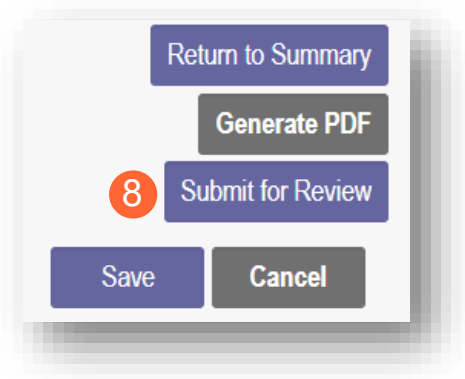 Return to Summary
Generate PDF
8 Submit for Review
Save Cancel